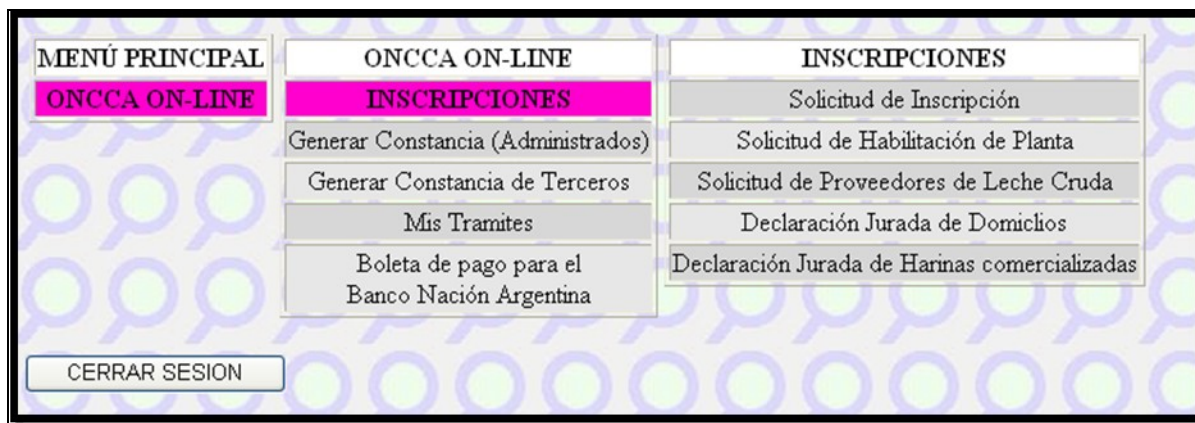 MENÚ PRINCIPAL
ONCCA ON-LINE
ONCCA ON-LINE
INSCRIPCIONES
Generar Constancia (Administrados)
Generar Constancia de Terceros
Mis Tramites
Boleta de pago para el
Banco Nación Argentina
INSCRIPCIONES
Solicitud de Inscripción
Solicitud de Habilitación de Planta
Solicitud de Proveedores de Leche Cruda
Declaración Jurada de Domiclios
Declaración Jurada de Harinas comercializadas
CERRAR SESION